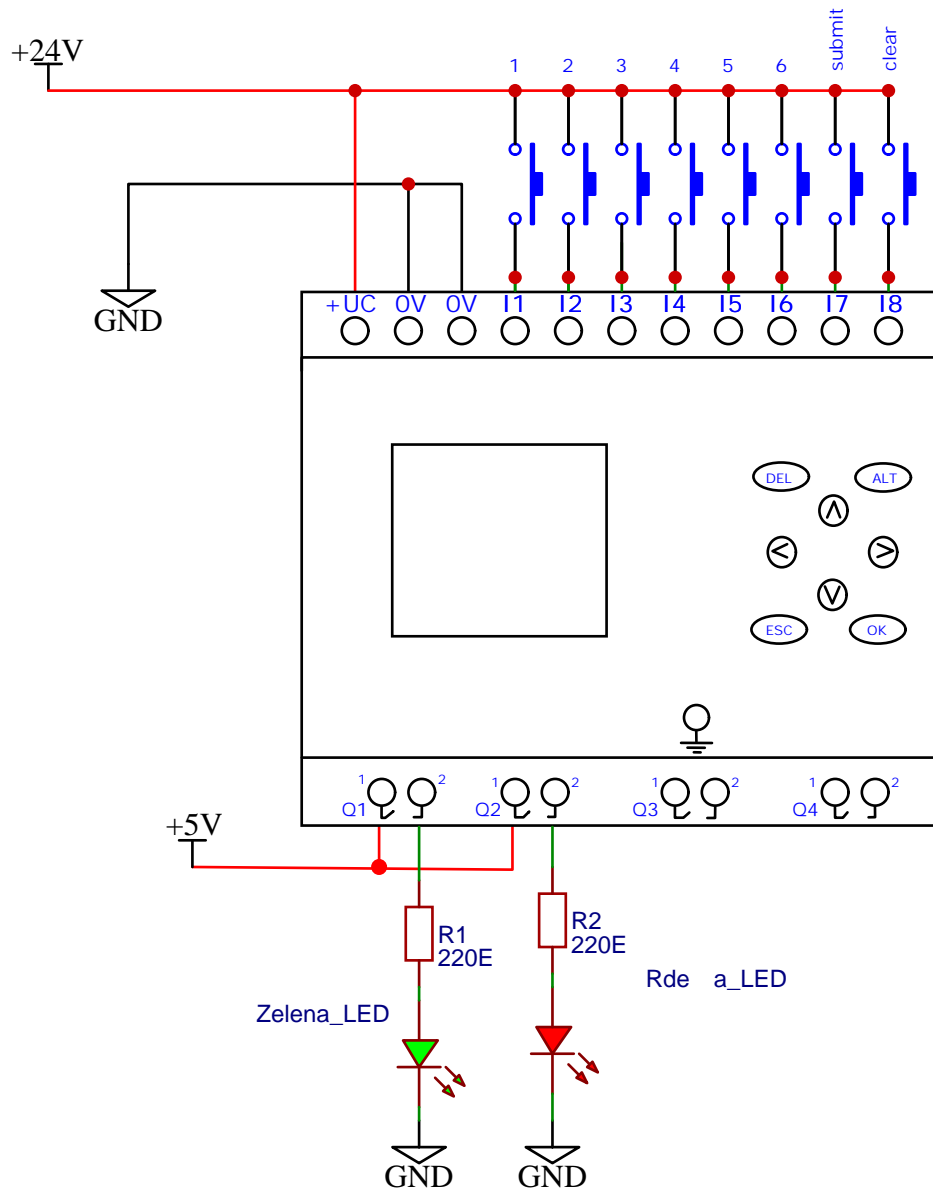 +24V
1 2 3 4 5 6 submit clear
GND
+UC 0V 0V I1 I2 I3 I4 I5 I6 I7 I8
DEL ALT
ESC OK
1 2 1 2 1 2 1 2
Q1 Q2 Q3 Q4
+5V
R1
220E
R2
220E
Rde a_LED
Zelena_LED
GND GND